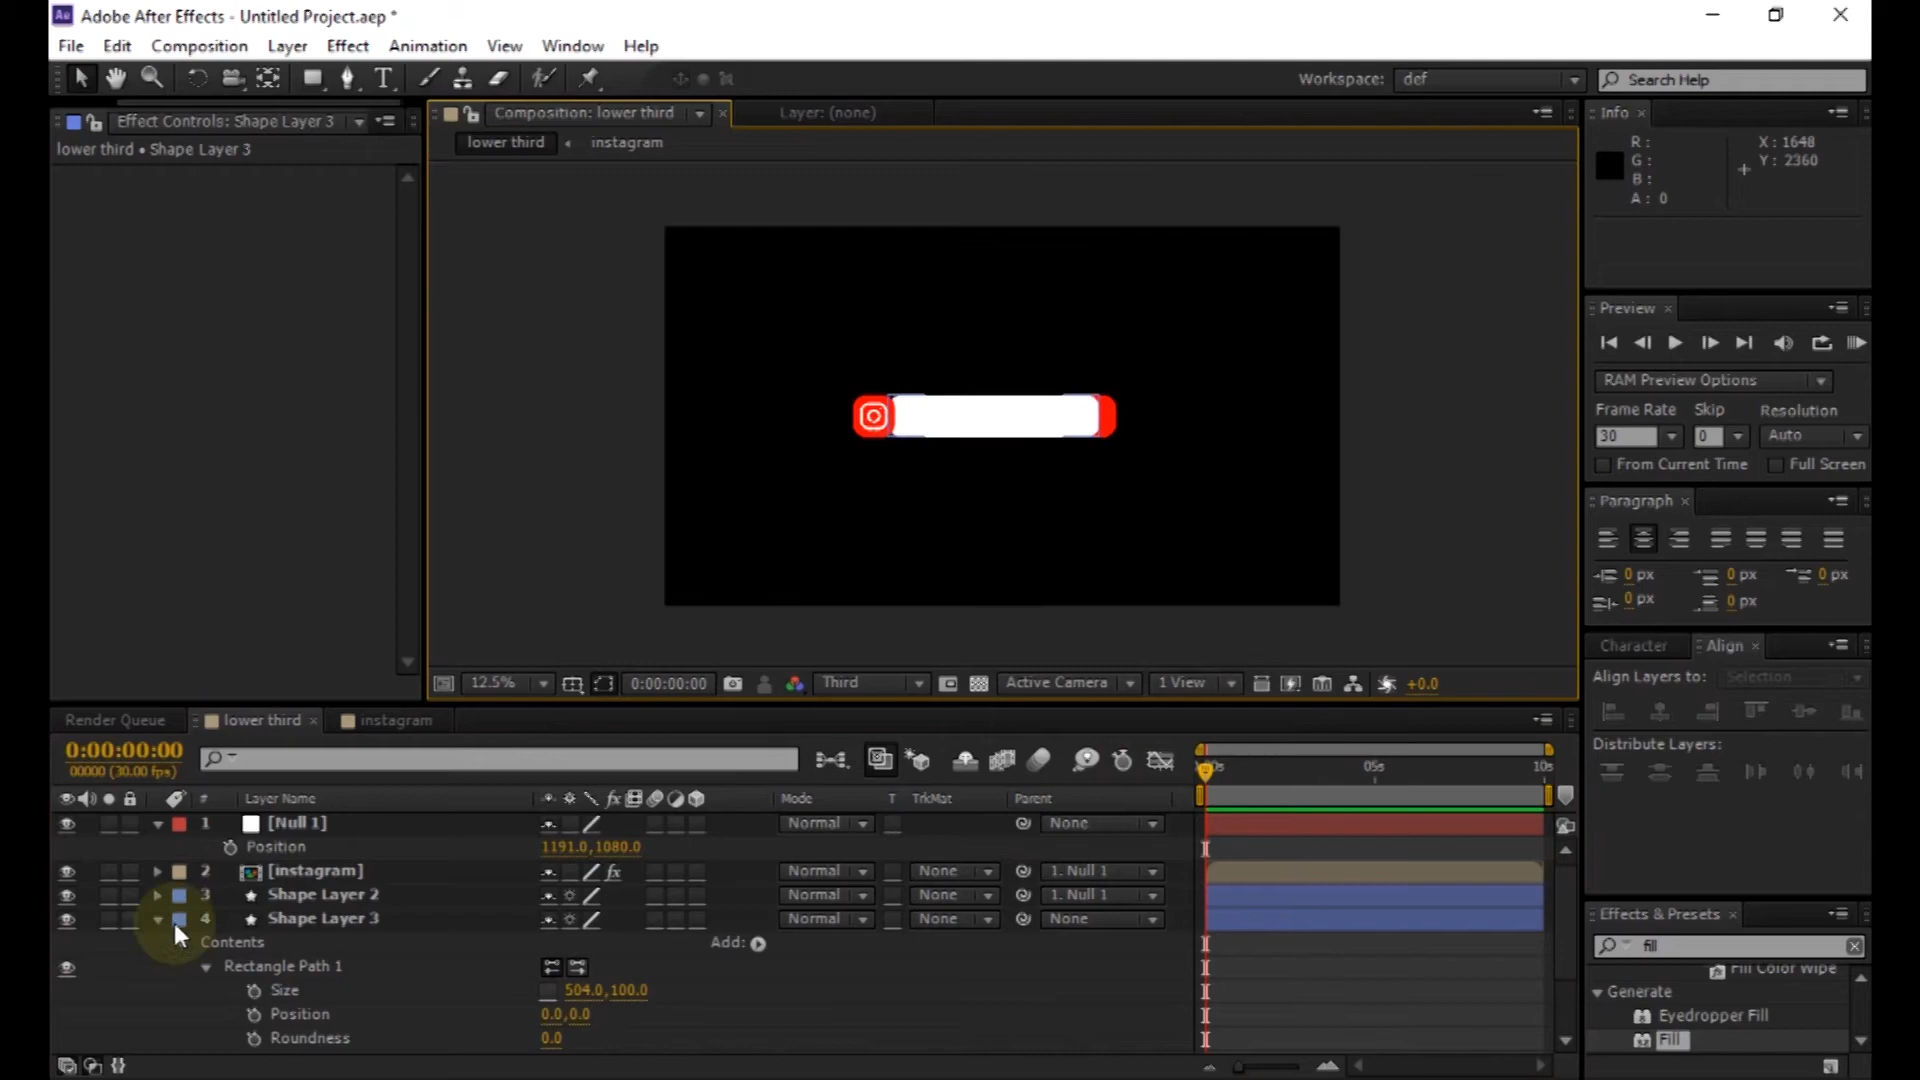 Adobe After Effects - Untitled Project.aep *
File Edit Composition Layer Effect Animation View Window Help
Workspace: def Search Help
Effect Controls: Shape Layer 3
lower third • Shape Layer 3
Composition: lower third Layer: (none)
lower third instagram
Info
R :
G :
B :
A : 0
X : 1648
Y : 2360
Preview
RAM Preview Options
Frame Rate Skip Resolution
30 0 Auto
From Current Time Full Screen
Paragraph
0 px 0 px 0 px
0 px 0 px
Character Align
Align Layers to: Selection
Distribute Layers:
12.5% 0:00:00:00 Third Active Camera 1 View +0.0
Render Queue lower third instagram
0:00:00:00
00000 (30.00 fps)
05s 10s
# Layer Name Mode T TrkMat Parent
1 [Null 1] Normal None
Position 1191.0,1080.0
2 [instagram] Normal None 1. Null 1
3 Shape Layer 2 Normal None 1. Null 1
4 Shape Layer 3 Normal None None
Contents Add:
Rectangle Path 1
Size 504.0,100.0
Position 0.0,0.0
Roundness 0.0
Effects & Presets
fill
Fill Color Wipe
Generate
Eyedropper Fill
Fill